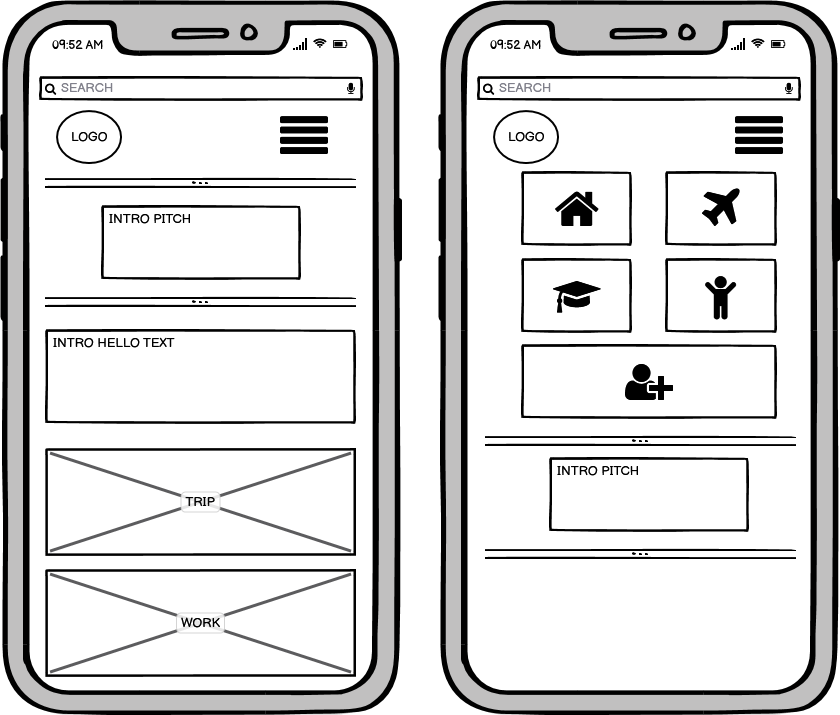 09:52 AM
SEARCH
LOGO
INTRO PITCH
INTRO HELLO TEXT
TRIP
WORK
09:52 AM
SEARCH
LOGO
INTRO PITCH